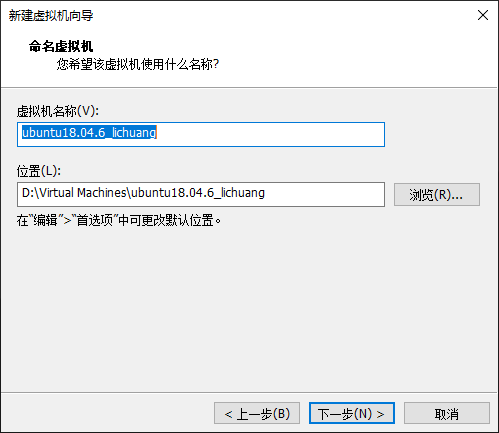 新建虚拟机向导
命名虚拟机
您希望该虚拟机使用什么名称?
虚拟机名称(V):
ubuntu18.04.6_lichuang
位置(L):
D:\Virtual Machines\ubuntu18.04.6_lichuang
浏览(R)...
在“编辑”>“首选项”中可更改默认位置。
< 上一步(B)
下一步(N) >
取消